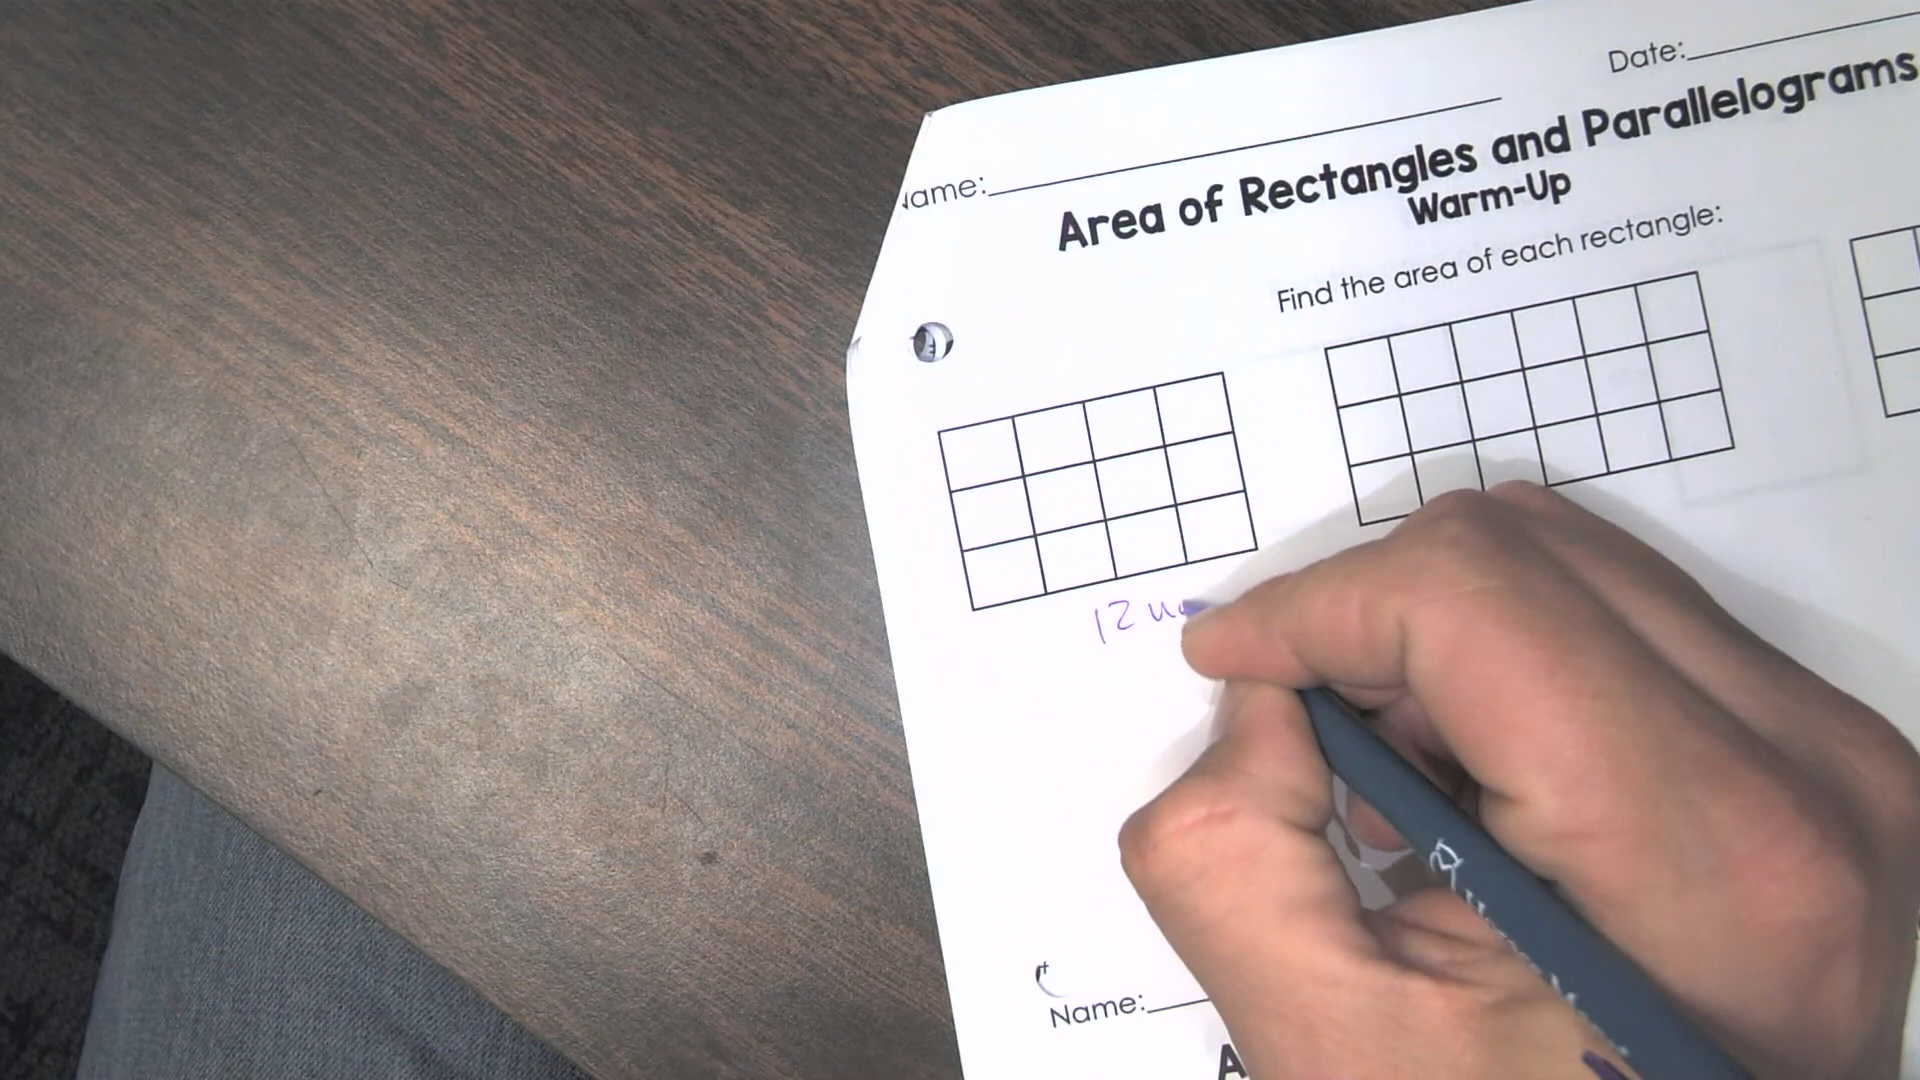 Date:
Name:
Area of Rectangles and Parallelograms
Warm-Up
Find the area of each rectangle:
12 u
Name:
A